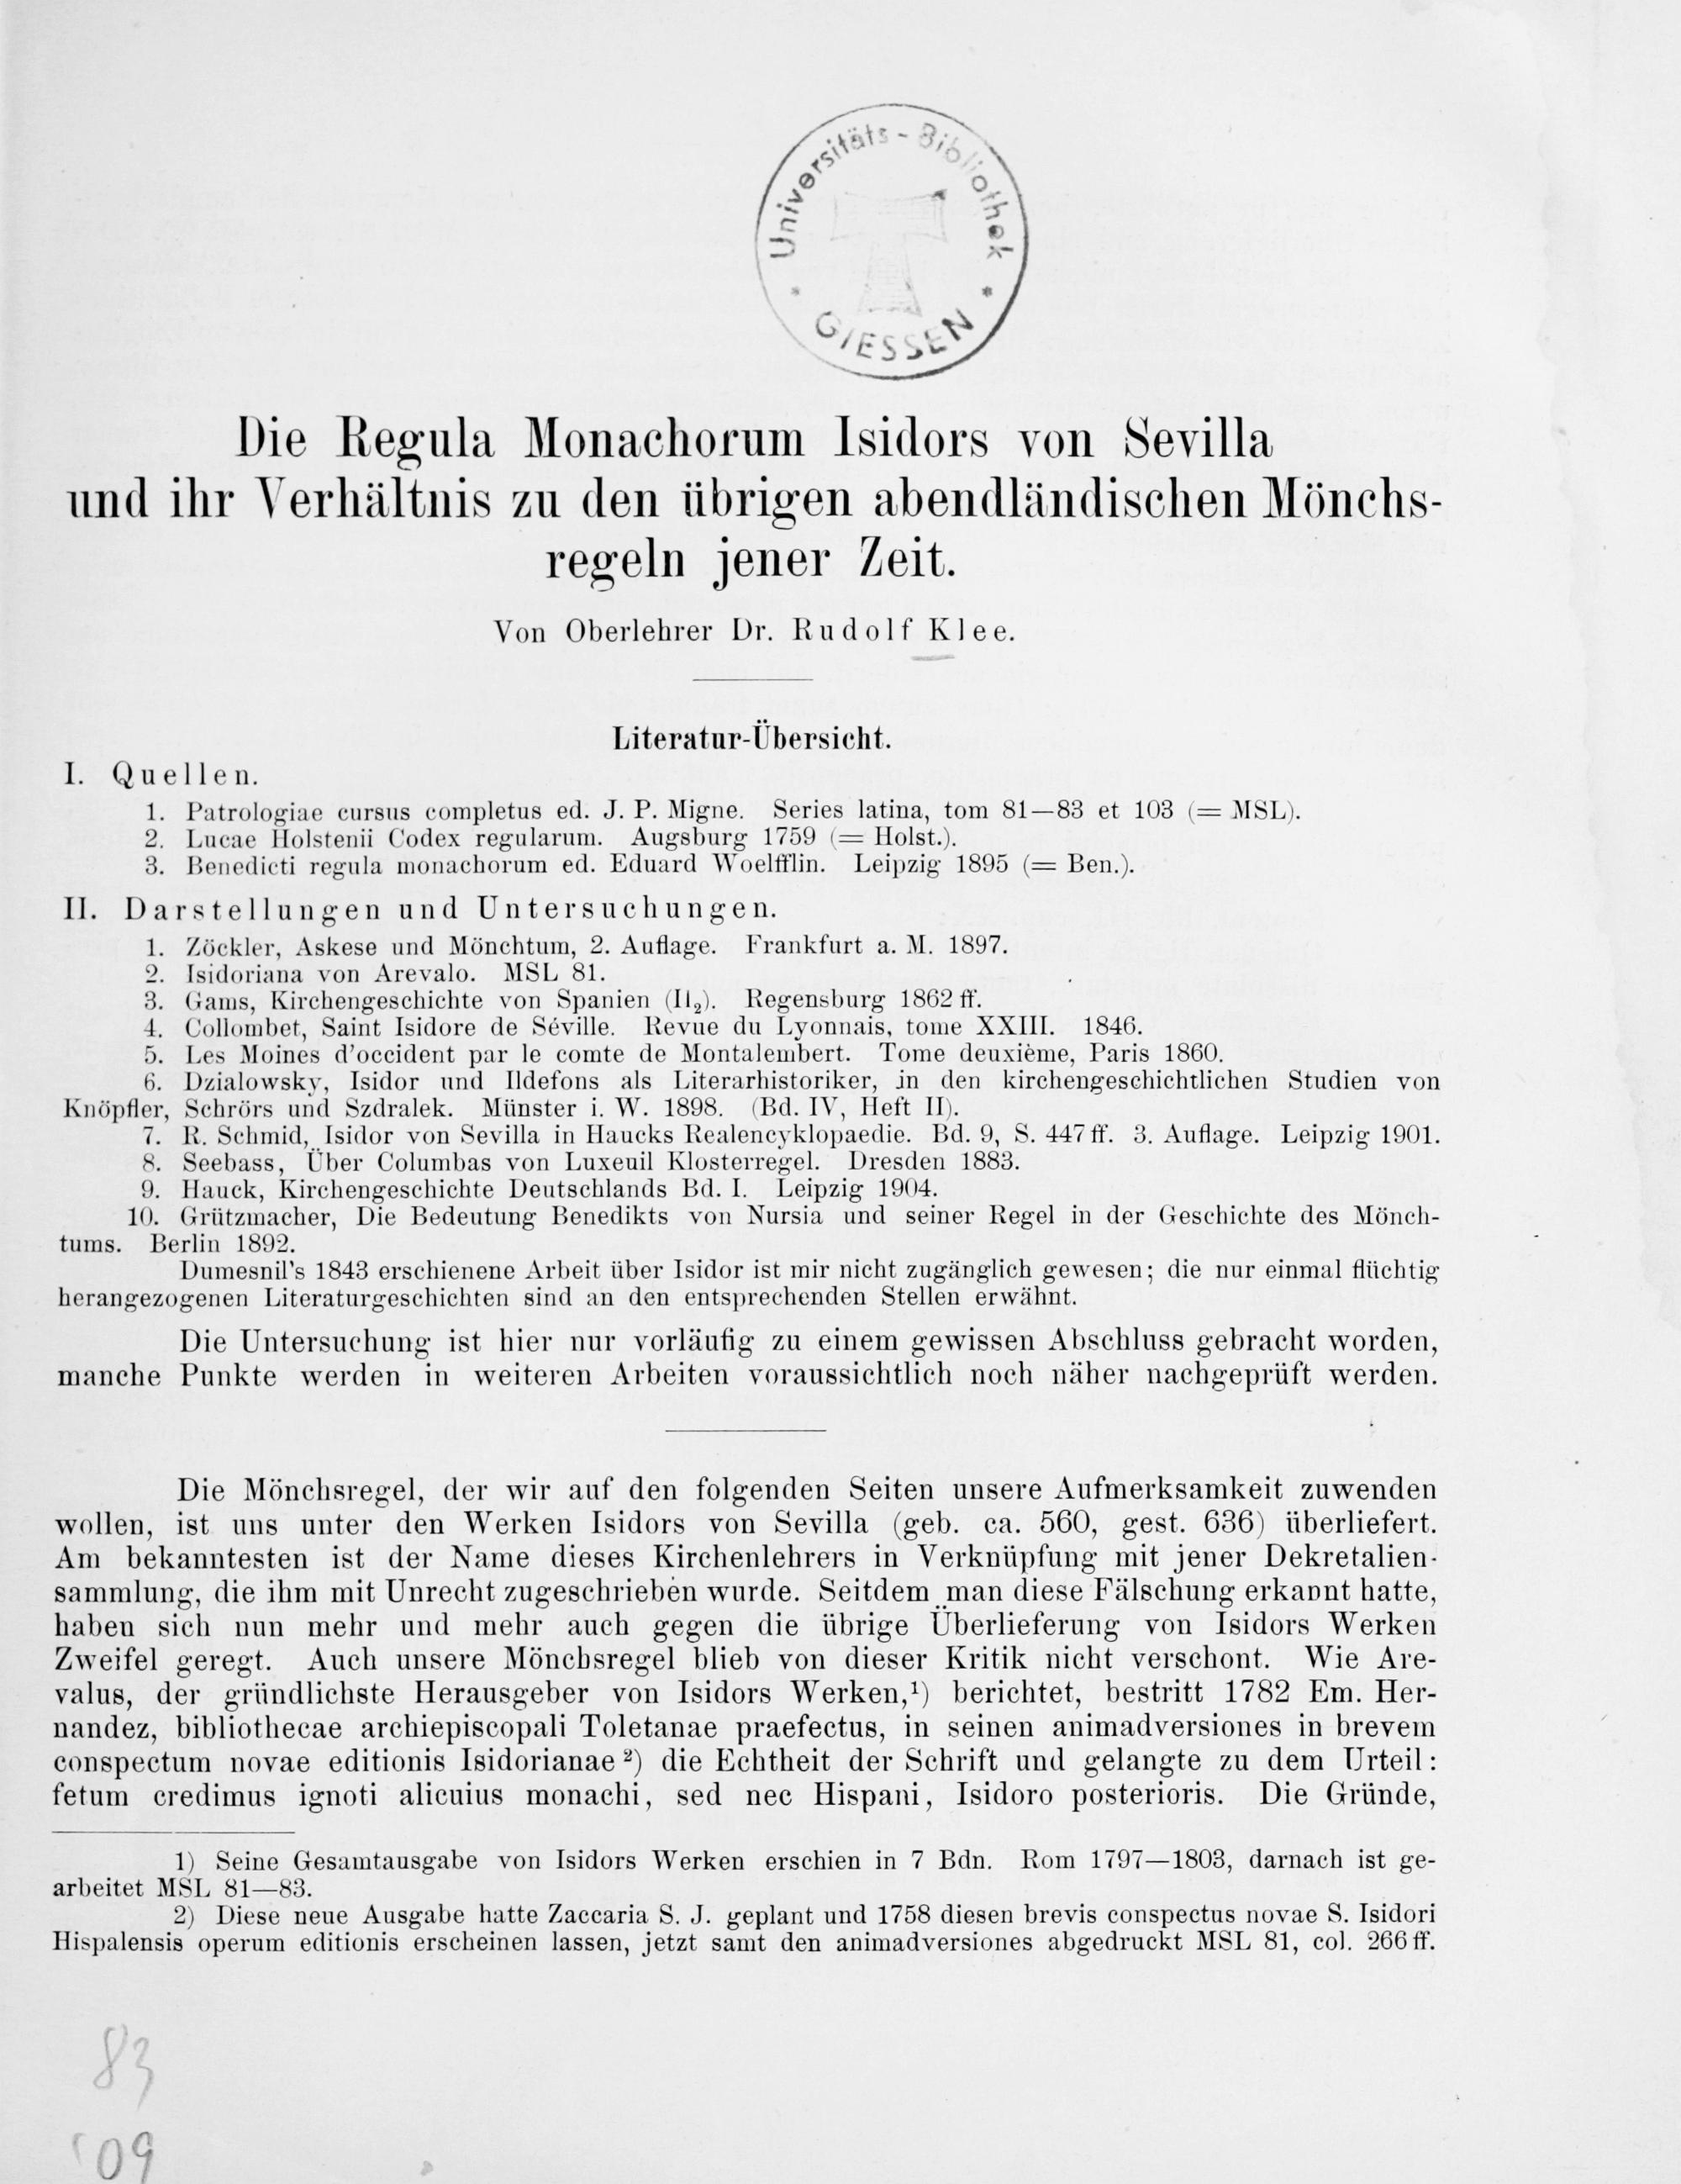 Universitäts-Bibliothek
* GIESSEN *
Die Regula Monachorum Isidors von Sevilla
und ihr Verhältnis zu den übrigen abendländischen Mönchs-
regeln jener Zeit.
Von Oberlehrer Dr. Rudolf Klee.
Literatur-Übersicht.
I. Quellen.
1. Patrologiae cursus completus ed. J. P. Migne. Series latina, tom 81—83 et 103 (= MSL).
2. Lucae Holstenii Codex regularum. Augsburg 1759 (= Holst.).
3. Benedicti regula monachorum ed. Eduard Woelfflin. Leipzig 1895 (= Ben.).
II. Darstellungen und Untersuchungen.
1. Zöckler, Askese und Mönchtum, 2. Auflage. Frankfurt a. M. 1897.
2. Isidoriana von Arevalo. MSL 81.
3. Gams, Kirchengeschichte von Spanien (II₂). Regensburg 1862 ff.
4. Collombet, Saint Isidore de Séville. Revue du Lyonnais, tome XXIII. 1846.
5. Les Moines d'occident par le comte de Montalembert. Tome deuxième, Paris 1860.
6. Dzialowsky, Isidor und Ildefons als Literarhistoriker, in den kirchengeschichtlichen Studien von
Knöpfler, Schrörs und Szdralek. Münster i. W. 1898. (Bd. IV, Heft II).
7. R. Schmid, Isidor von Sevilla in Haucks Realencyklopaedie. Bd. 9, S. 447 ff. 3. Auflage. Leipzig 1901.
8. Seebass, Über Columbas von Luxeuil Klosterregel. Dresden 1883.
9. Hauck, Kirchengeschichte Deutschlands Bd. I. Leipzig 1904.
10. Grützmacher, Die Bedeutung Benedikts von Nursia und seiner Regel in der Geschichte des Mönch-
tums. Berlin 1892.
Dumesnil's 1843 erschienene Arbeit über Isidor ist mir nicht zugänglich gewesen; die nur einmal flüchtig
herangezogenen Literaturgeschichten sind an den entsprechenden Stellen erwähnt.
Die Untersuchung ist hier nur vorläufig zu einem gewissen Abschluss gebracht worden,
manche Punkte werden in weiteren Arbeiten voraussichtlich noch näher nachgeprüft werden.
Die Mönchsregel, der wir auf den folgenden Seiten unsere Aufmerksamkeit zuwenden
wollen, ist uns unter den Werken Isidors von Sevilla (geb. ca. 560, gest. 636) überliefert.
Am bekanntesten ist der Name dieses Kirchenlehrers in Verknüpfung mit jener Dekretalien-
sammlung, die ihm mit Unrecht zugeschrieben wurde. Seitdem man diese Fälschung erkannt hatte,
haben sich nun mehr und mehr auch gegen die übrige Überlieferung von Isidors Werken
Zweifel geregt. Auch unsere Mönchsregel blieb von dieser Kritik nicht verschont. Wie Are-
valus, der gründlichste Herausgeber von Isidors Werken,¹) berichtet, bestritt 1782 Em. Her-
nandez, bibliothecae archiepiscopali Toletanae praefectus, in seinen animadversiones in brevem
conspectum novae editionis Isidorianae ²) die Echtheit der Schrift und gelangte zu dem Urteil:
fetum credimus ignoti alicuius monachi, sed nec Hispani, Isidoro posterioris. Die Gründe,
1) Seine Gesamtausgabe von Isidors Werken erschien in 7 Bdn. Rom 1797—1803, darnach ist ge-
arbeitet MSL 81—83.
2) Diese neue Ausgabe hatte Zaccaria S. J. geplant und 1758 diesen brevis conspectus novae S. Isidori
Hispalensis operum editionis erscheinen lassen, jetzt samt den animadversiones abgedruckt MSL 81, col. 266 ff.
83
'09